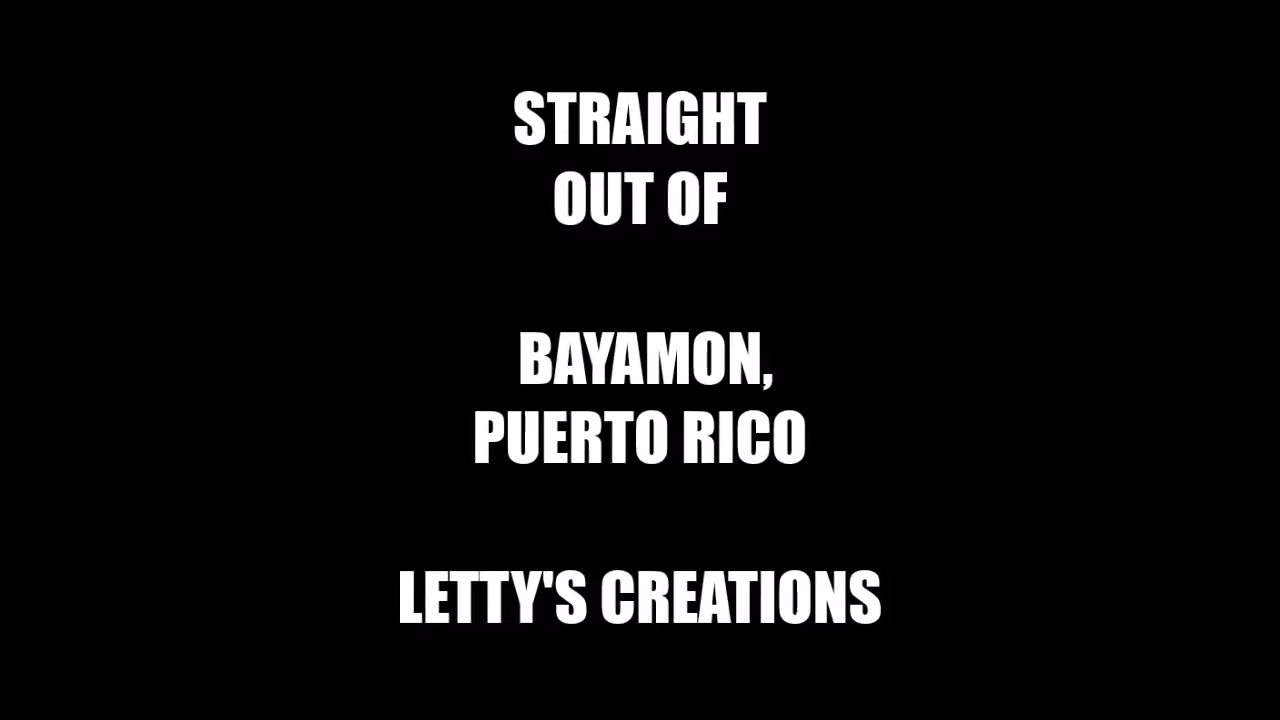 STRAIGHT
OUT OF
BAYAMON,
PUERTO RICO
LETTY'S CREATIONS